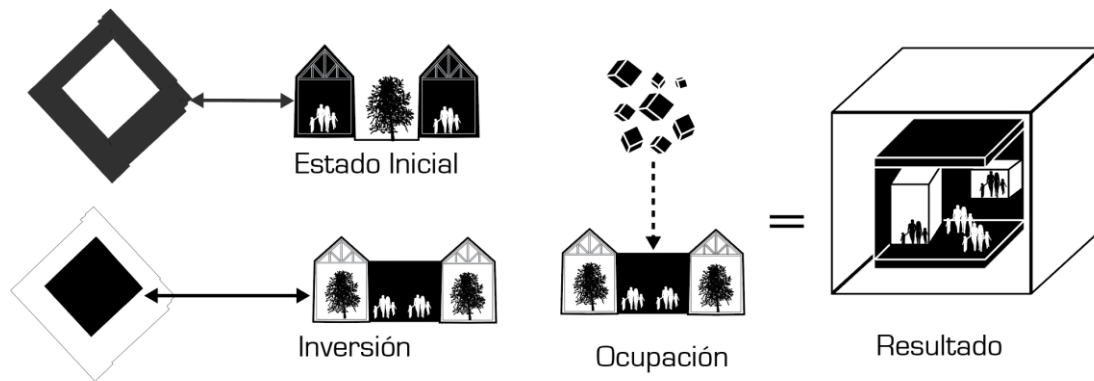 Estado Inicial
Inversión
Ocupación
=
Resultado